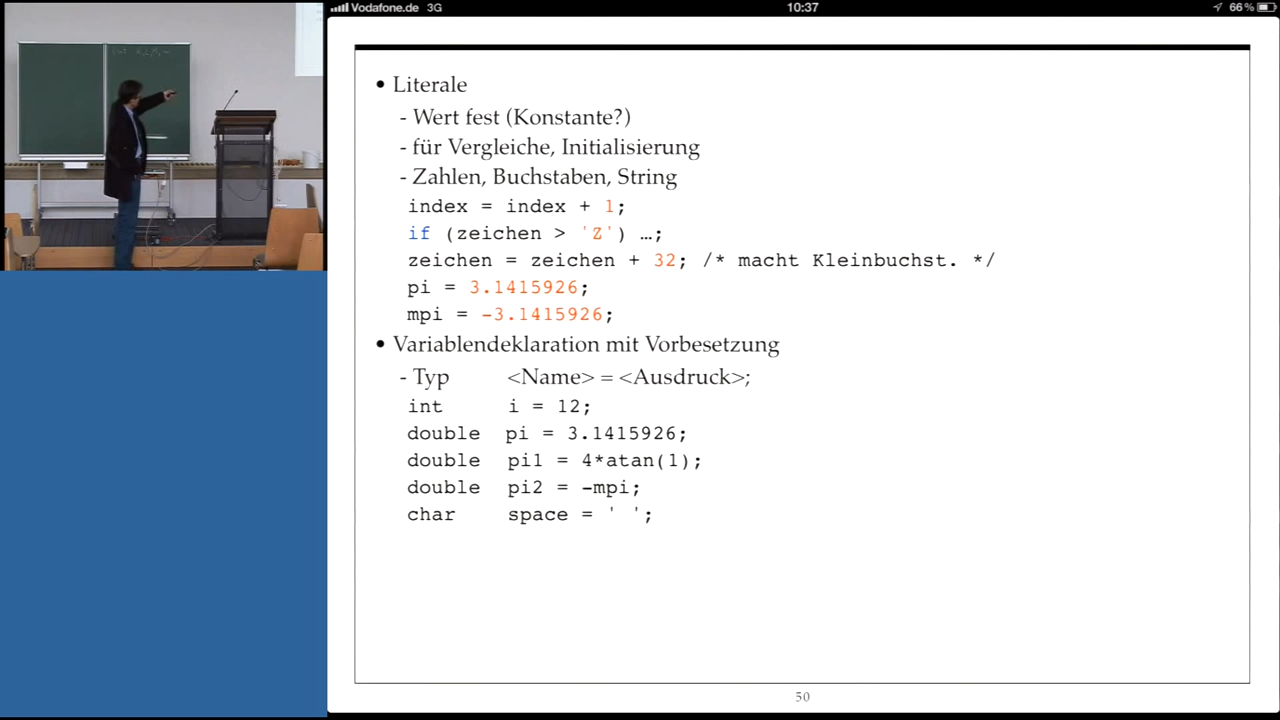 Vodafone.de 3G 10:37 66 %
• Literale
- Wert fest (Konstante?)
- für Vergleiche, Initialisierung
- Zahlen, Buchstaben, String
index = index + 1;
if (zeichen > 'Z') …;
zeichen = zeichen + 32; /* macht Kleinbuchst. */
pi = 3.1415926;
mpi = -3.1415926;
• Variablendeklaration mit Vorbesetzung
- Typ <Name> = <Ausdruck>;
int i = 12;
double pi = 3.1415926;
double pi1 = 4*atan(1);
double pi2 = -mpi;
char space = ' ';
50